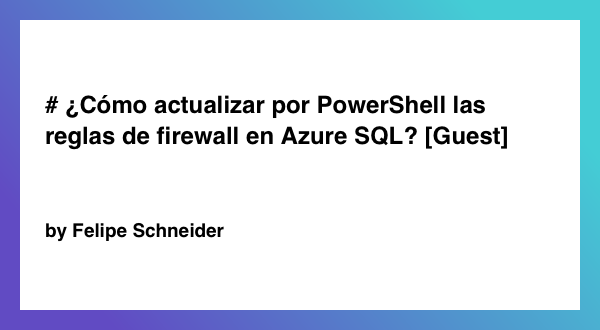 # ¿Cómo actualizar por PowerShell las
reglas de firewall en Azure SQL? [Guest]
by Felipe Schneider